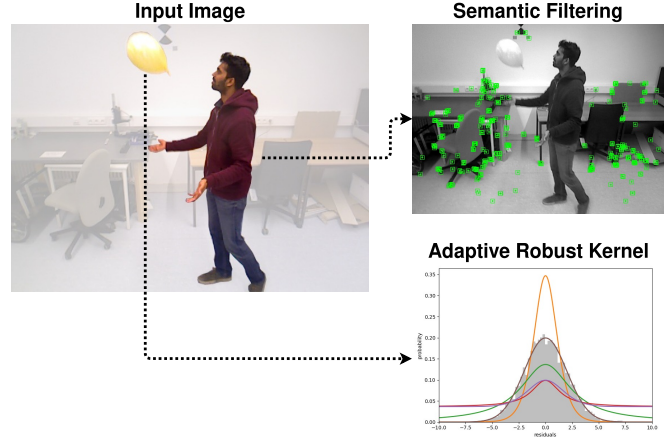 Input Image
Semantic Filtering
Adaptive Robust Kernel
0.35
0.30
0.25
0.20
0.15
0.10
0.05
0.00
probability
−10.0 −7.5 −5.0 −2.5 0.0 2.5 5.0 7.5 10.0
residuals